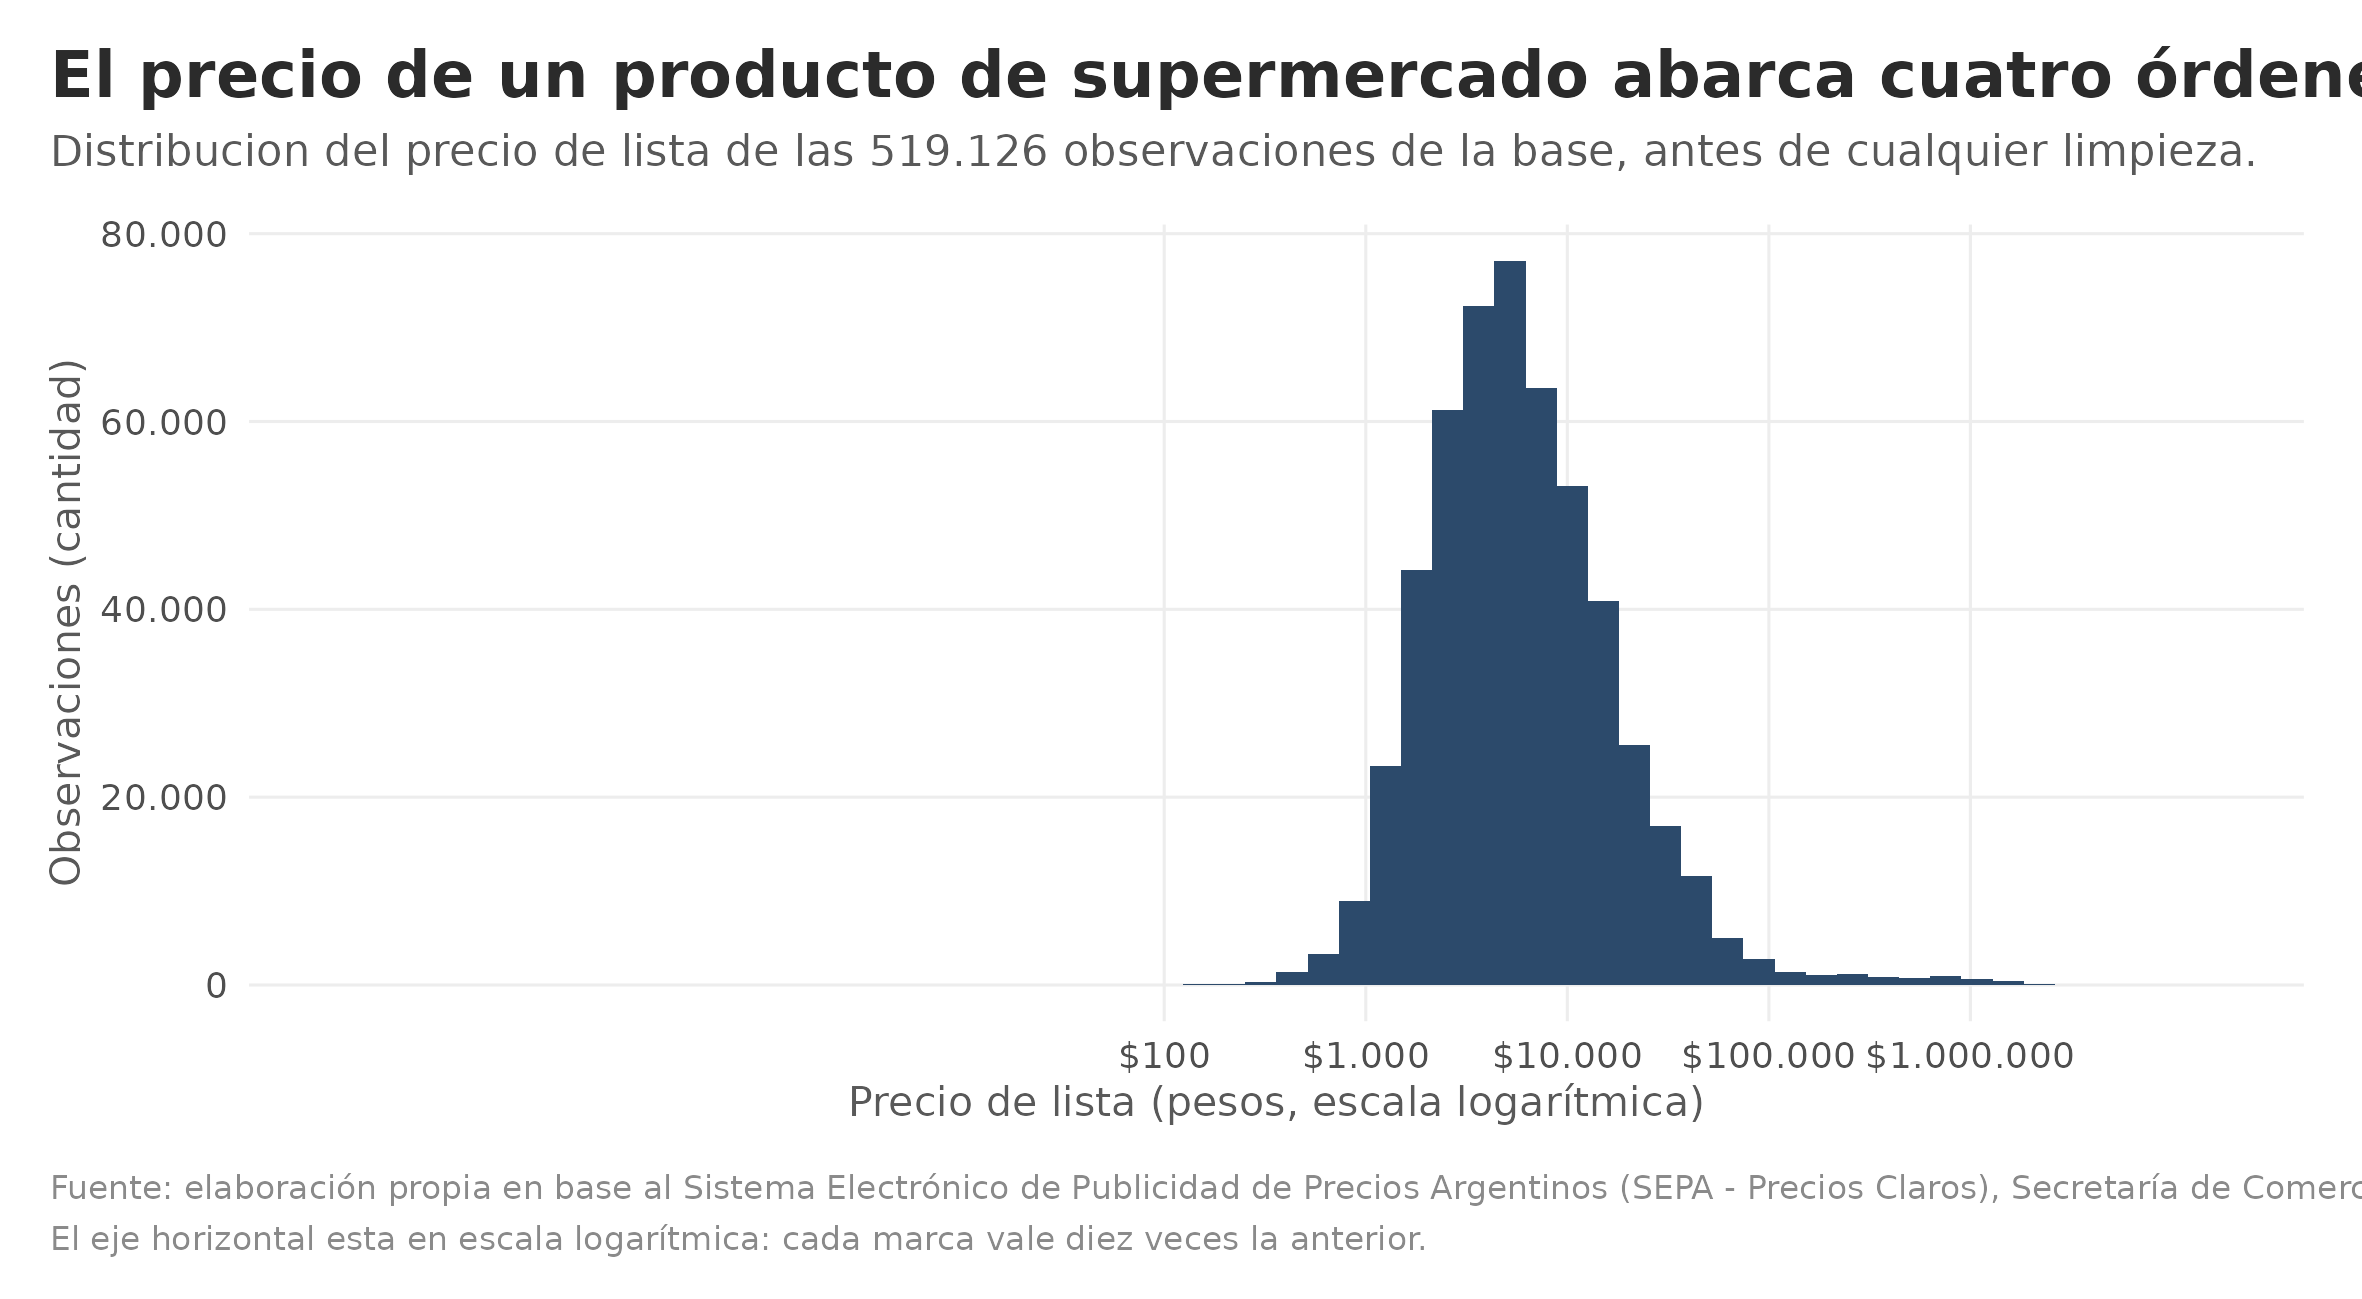 El precio de un producto de supermercado abarca cuatro órdene
Distribucion del precio de lista de las 519.126 observaciones de la base, antes de cualquier limpieza.
Observaciones (cantidad)
80.000
60.000
40.000
20.000
0
$100 $1.000 $10.000 $100.000 $1.000.000
Precio de lista (pesos, escala logarítmica)
Fuente: elaboración propia en base al Sistema Electrónico de Publicidad de Precios Argentinos (SEPA - Precios Claros), Secretaría de Comerc
El eje horizontal esta en escala logarítmica: cada marca vale diez veces la anterior.